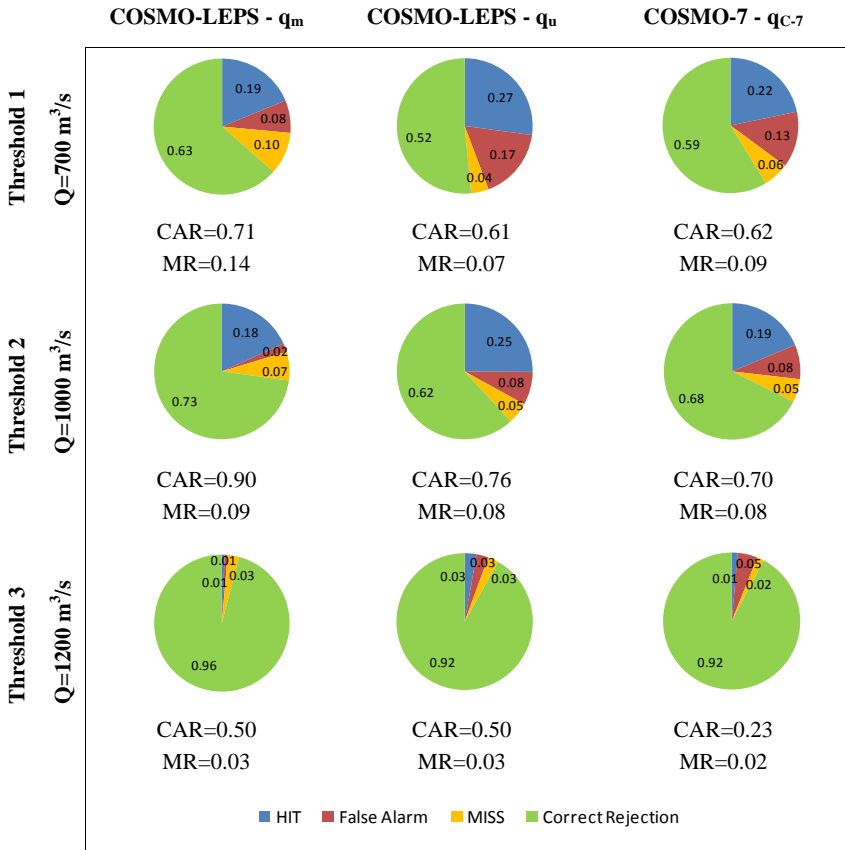 COSMO-LEPS - qm COSMO-LEPS - qu COSMO-7 - qC-7
Threshold 1
Q=700 m³/s
0.19
0.08
0.10
0.63
0.27
0.17
0.04
0.52
0.22
0.13
0.06
0.59
CAR=0.71 CAR=0.61 CAR=0.62
MR=0.14 MR=0.07 MR=0.09
Threshold 2
Q=1000 m³/s
0.18
0.02
0.07
0.73
0.25
0.08
0.05
0.62
0.19
0.08
0.05
0.68
CAR=0.90 CAR=0.76 CAR=0.70
MR=0.09 MR=0.08 MR=0.08
Threshold 3
Q=1200 m³/s
0.01
0.01
0.03
0.96
0.03
0.03
0.03
0.92
0.01
0.05
0.02
0.92
CAR=0.50 CAR=0.50 CAR=0.23
MR=0.03 MR=0.03 MR=0.02
HIT False Alarm MISS Correct Rejection